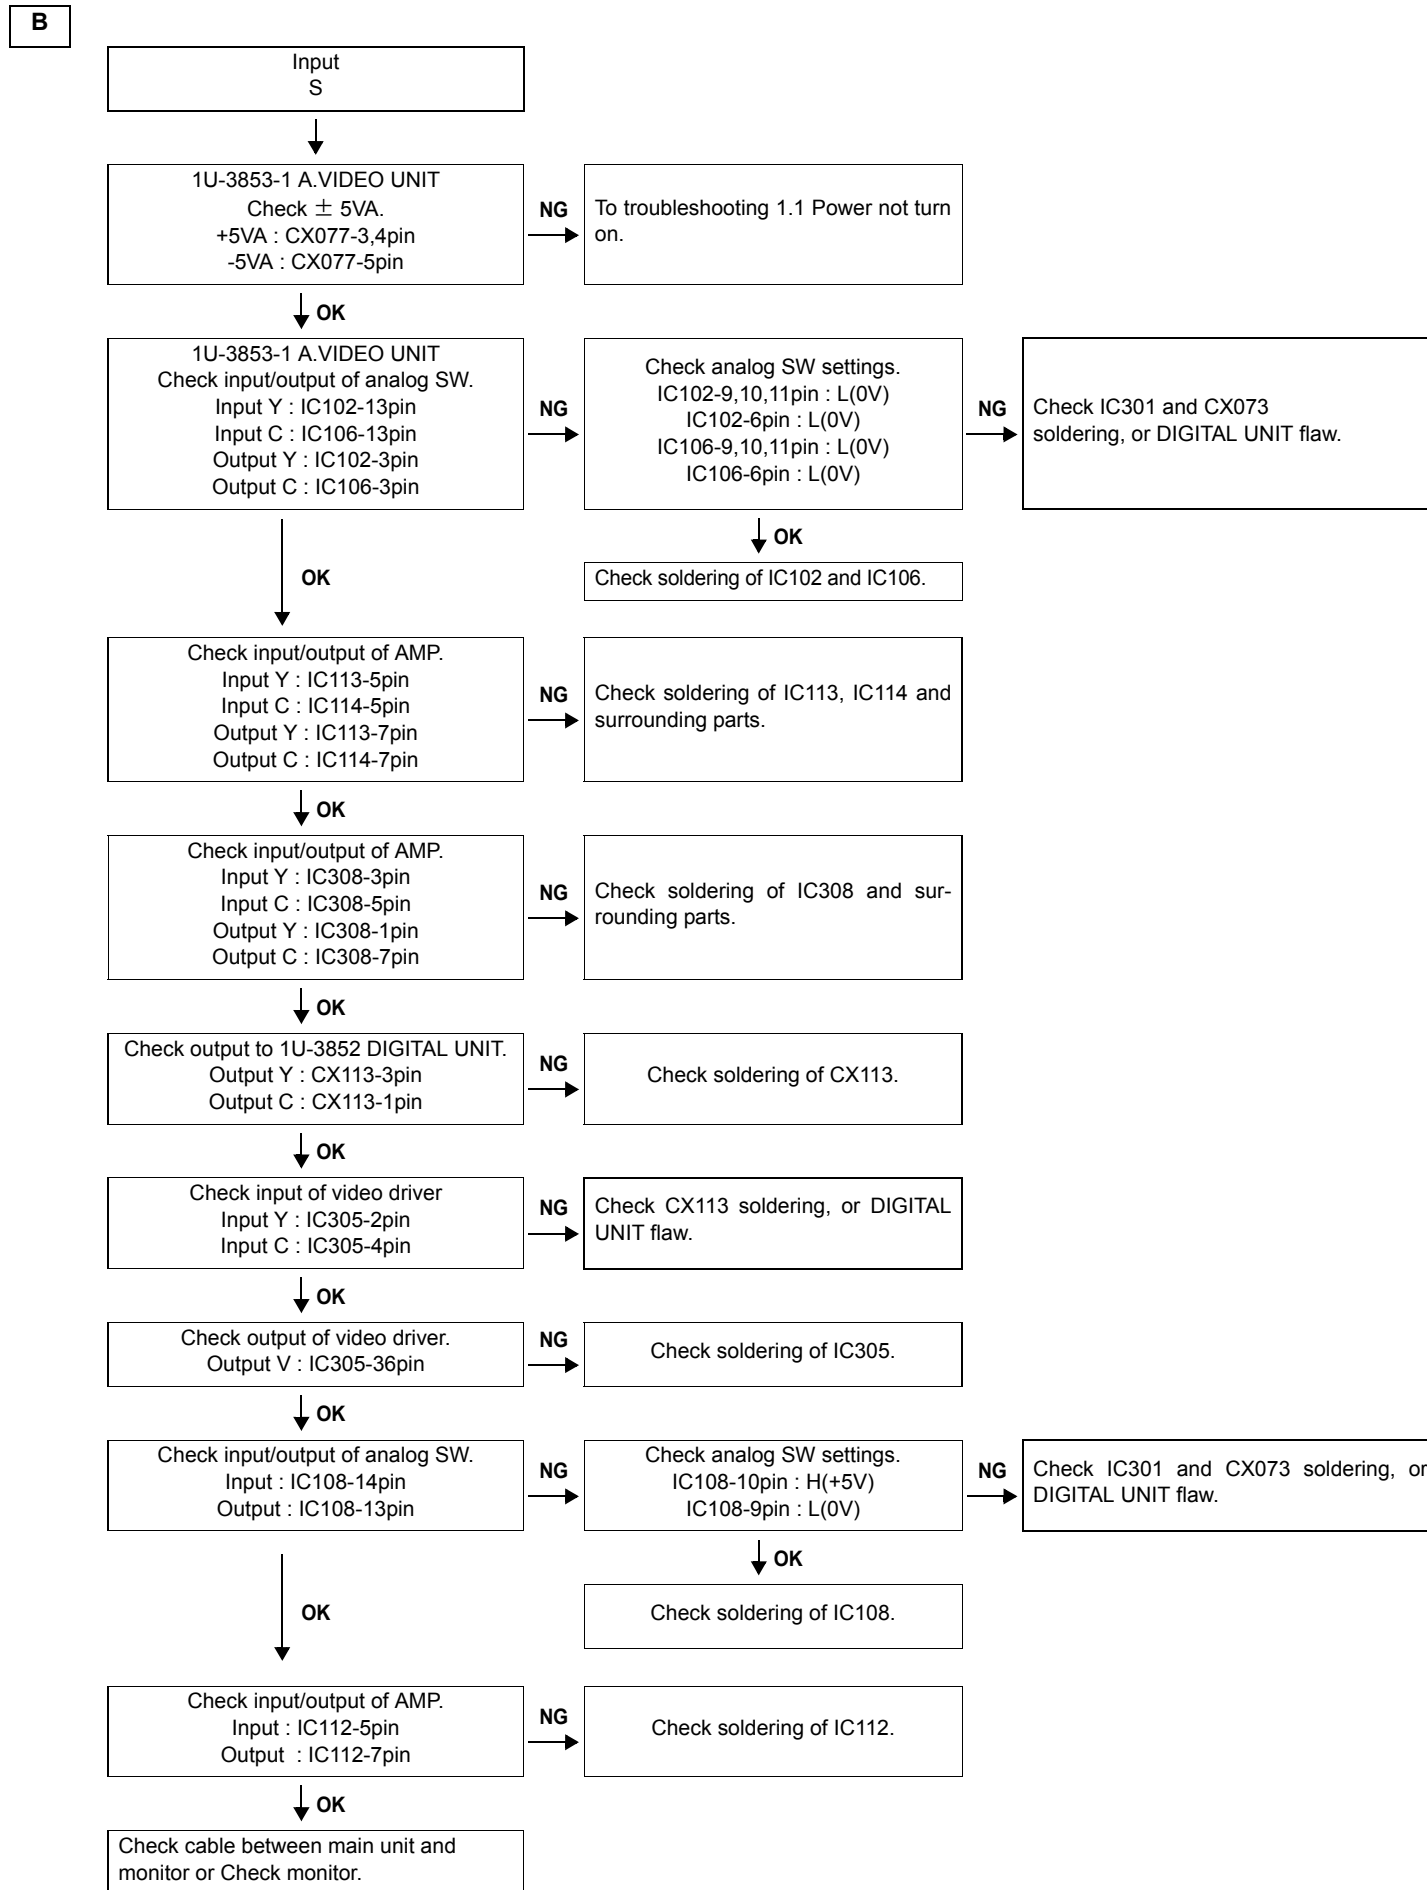 B
Input
S
1U-3853-1 A.VIDEO UNIT
Check ± 5VA.
+5VA : CX077-3,4pin
-5VA : CX077-5pin
NG
To troubleshooting 1.1 Power not turn
on.
OK
1U-3853-1 A.VIDEO UNIT
Check input/output of analog SW.
Input Y : IC102-13pin
Input C : IC106-13pin
Output Y : IC102-3pin
Output C : IC106-3pin
NG
Check analog SW settings.
IC102-9,10,11pin : L(0V)
IC102-6pin : L(0V)
IC106-9,10,11pin : L(0V)
IC106-6pin : L(0V)
NG
Check IC301 and CX073
soldering, or DIGITAL UNIT flaw.
OK
Check soldering of IC102 and IC106.
OK
Check input/output of AMP.
Input Y : IC113-5pin
Input C : IC114-5pin
Output Y : IC113-7pin
Output C : IC114-7pin
NG
Check soldering of IC113, IC114 and
surrounding parts.
OK
Check input/output of AMP.
Input Y : IC308-3pin
Input C : IC308-5pin
Output Y : IC308-1pin
Output C : IC308-7pin
NG
Check soldering of IC308 and sur-
rounding parts.
OK
Check output to 1U-3852 DIGITAL UNIT.
Output Y : CX113-3pin
Output C : CX113-1pin
NG
Check soldering of CX113.
OK
Check input of video driver
Input Y : IC305-2pin
Input C : IC305-4pin
NG
Check CX113 soldering, or DIGITAL
UNIT flaw.
OK
Check output of video driver.
Output V : IC305-36pin
NG
Check soldering of IC305.
OK
Check input/output of analog SW.
Input : IC108-14pin
Output : IC108-13pin
NG
Check analog SW settings.
IC108-10pin : H(+5V)
IC108-9pin : L(0V)
NG
Check IC301 and CX073 soldering, or
DIGITAL UNIT flaw.
OK
Check soldering of IC108.
OK
Check input/output of AMP.
Input : IC112-5pin
Output : IC112-7pin
NG
Check soldering of IC112.
OK
Check cable between main unit and
monitor or Check monitor.